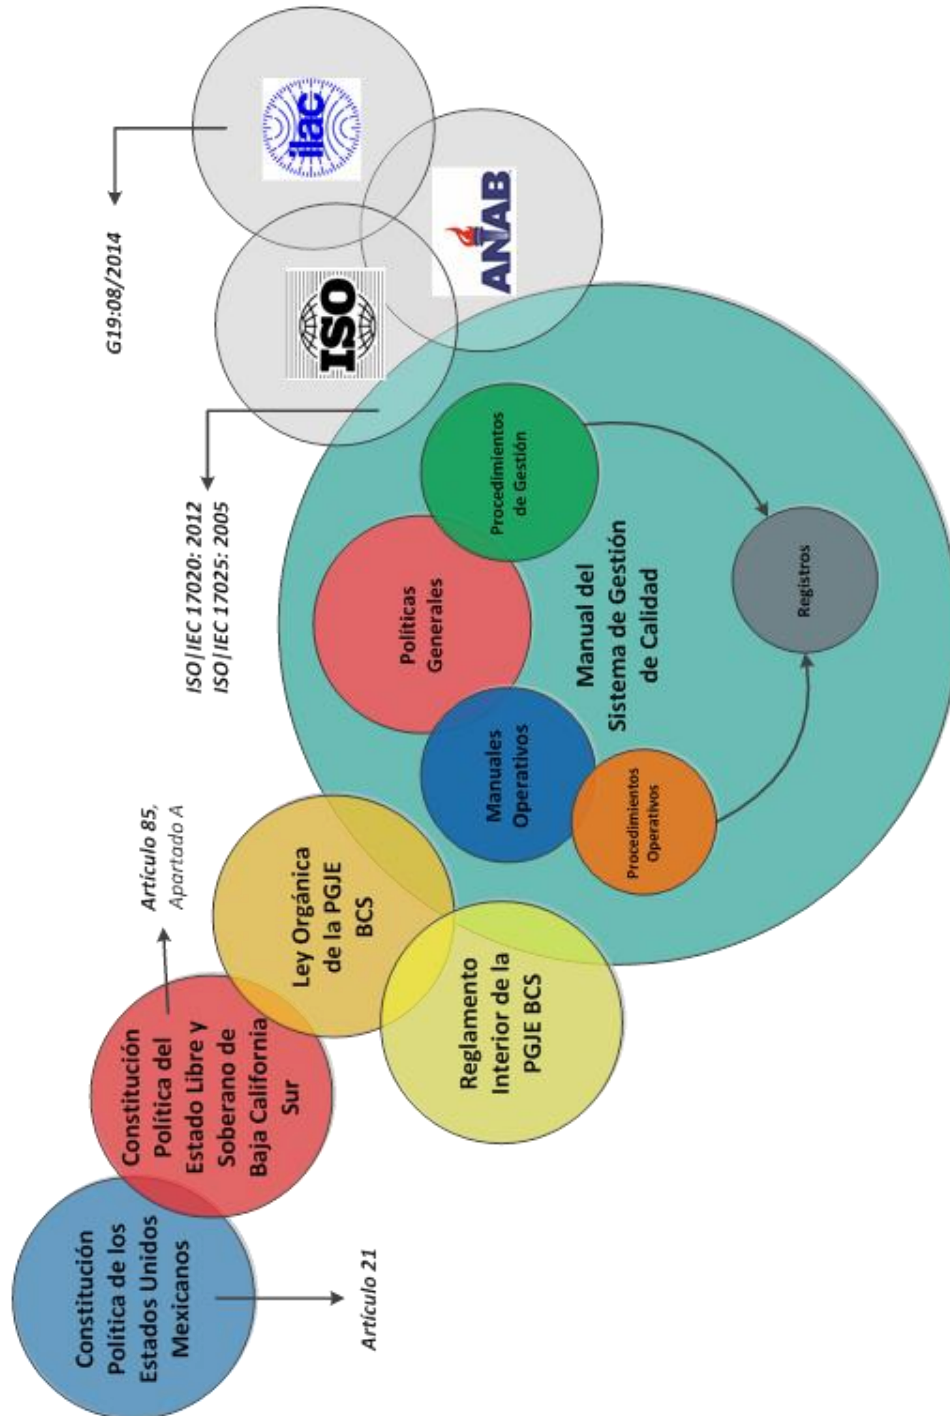 Constitución
Política de los
Estados Unidos
Mexicanos
Artículo 21
Constitución
Política del
Estado Libre y
Soberano de
Baja California
Sur
Artículo 85,
Apartado A
Ley Orgánica
de la PGJE
BCS
Reglamento
Interior de la
PGJE BCS
ISO|IEC 17020: 2012
ISO|IEC 17025: 2005
G19:08/2014
ISO
ilac
ANAB
Políticas
Generales
Manuales
Operativos
Procedimientos
de Gestión
Procedimientos
Operativos
Manual del
Sistema de Gestión
de Calidad
Registros